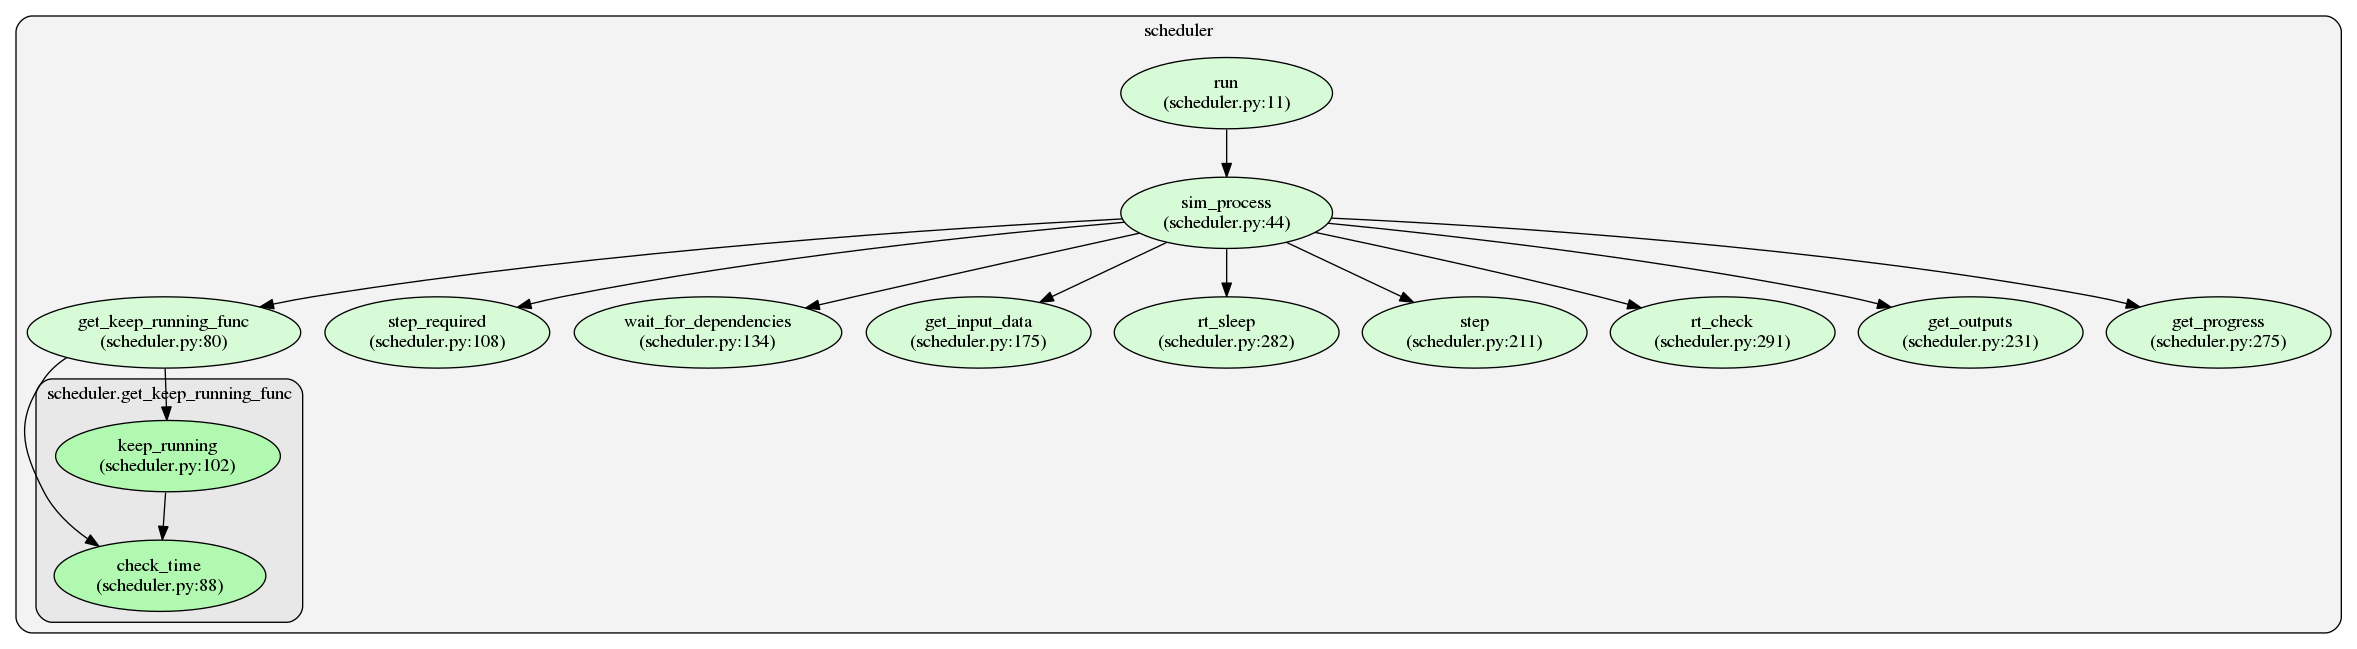 scheduler
run
(scheduler.py:11)
sim_process
(scheduler.py:44)
get_keep_running_func
(scheduler.py:80)
step_required
(scheduler.py:108)
wait_for_dependencies
(scheduler.py:134)
get_input_data
(scheduler.py:175)
rt_sleep
(scheduler.py:282)
step
(scheduler.py:211)
rt_check
(scheduler.py:291)
get_outputs
(scheduler.py:231)
get_progress
(scheduler.py:275)
scheduler.get_keep_running_func
keep_running
(scheduler.py:102)
check_time
(scheduler.py:88)